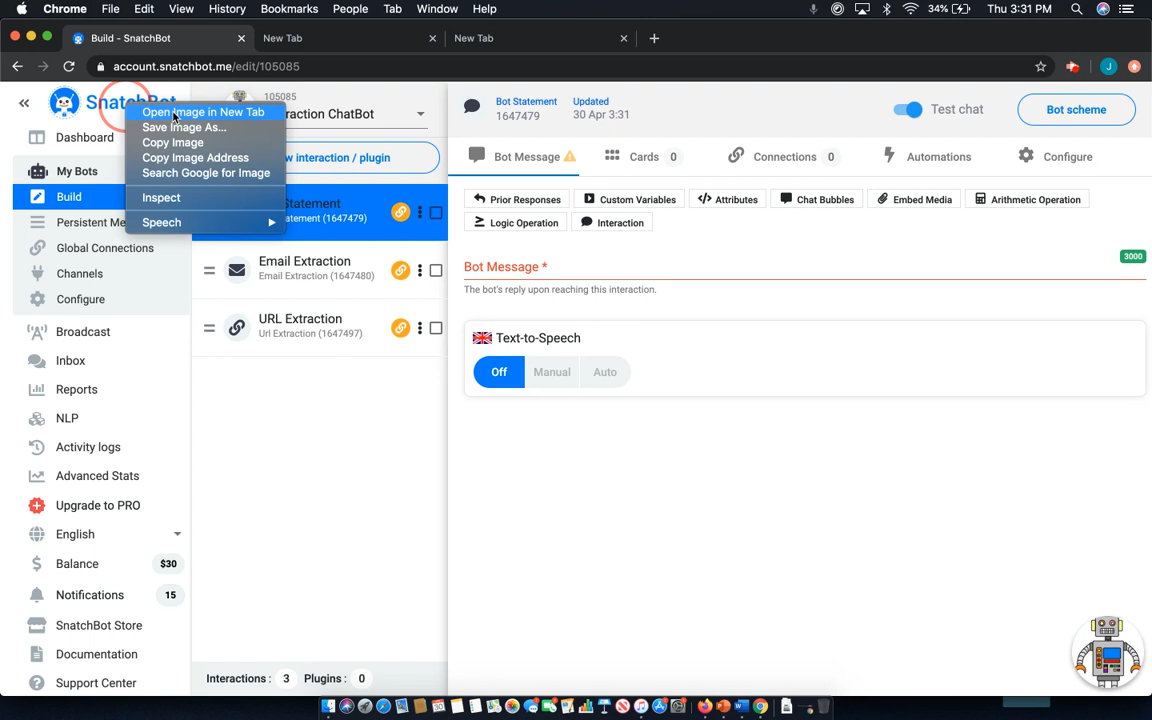 Chrome File Edit View History Bookmarks People Tab Window Help 34% Thu 3:31 PM
Build - SnatchBot New Tab New Tab
account.snatchbot.me/edit/105085
SnatchBot
Dashboard
My Bots
Build
Persistent Me
Global Connections
Channels
Configure
Broadcast
Inbox
Reports
NLP
Activity logs
Advanced Stats
Upgrade to PRO
English
Balance $30
Notifications 15
SnatchBot Store
Documentation
Support Center
Open Image in New Tab
Save Image As...
Copy Image
Copy Image Address
Search Google for Image
Inspect
Speech
105085
raction ChatBot
w interaction / plugin
Statement
atement (1647479)
Email Extraction
Email Extraction (1647480)
URL Extraction
Url Extraction (1647497)
Interactions : 3 Plugins : 0
Bot Statement
1647479
Updated
30 Apr 3:31
Test chat
Bot scheme
Bot Message Cards 0 Connections 0 Automations Configure
Prior Responses Custom Variables Attributes Chat Bubbles Embed Media Arithmetic Operation
Logic Operation Interaction
3000
Bot Message *
The bot's reply upon reaching this interaction.
Text-to-Speech
Off Manual Auto